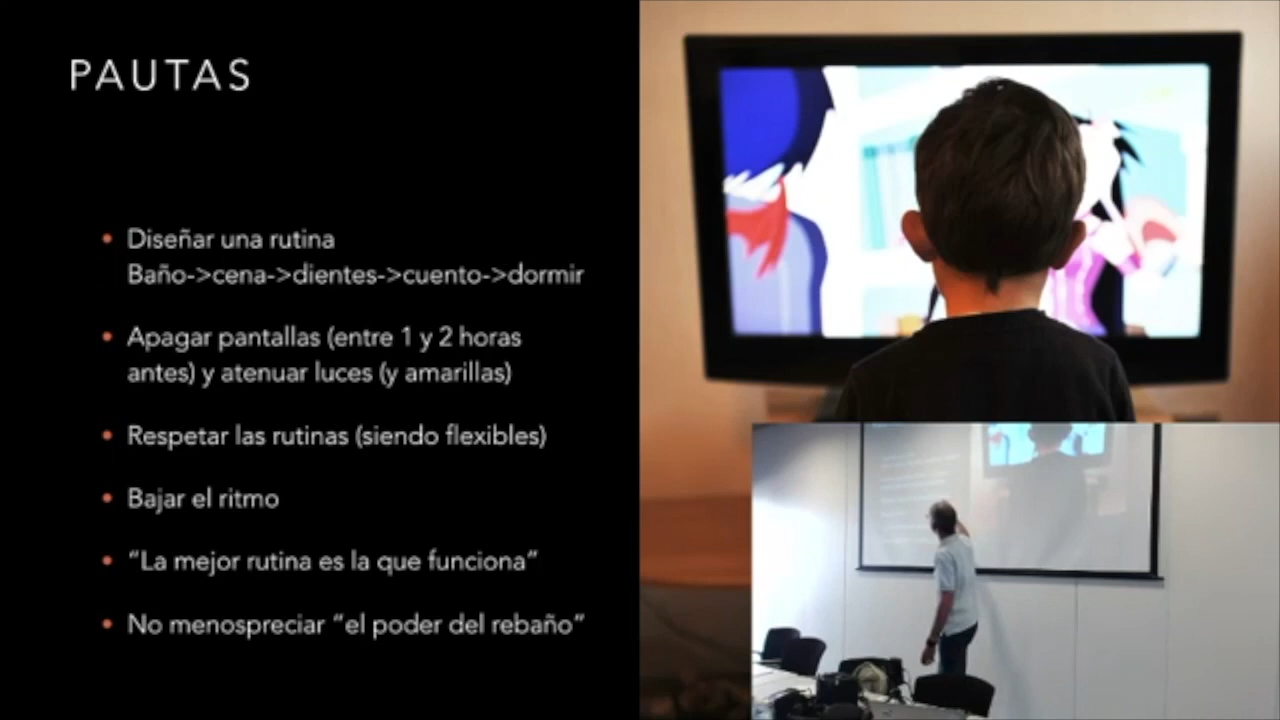 PAUTAS
• Diseñar una rutina
Baño->cena->dientes->cuento->dormir
• Apagar pantallas (entre 1 y 2 horas
antes) y atenuar luces (y amarillas)
• Respetar las rutinas (siendo flexibles)
• Bajar el ritmo
• “La mejor rutina es la que funciona”
• No menospreciar “el poder del rebaño”